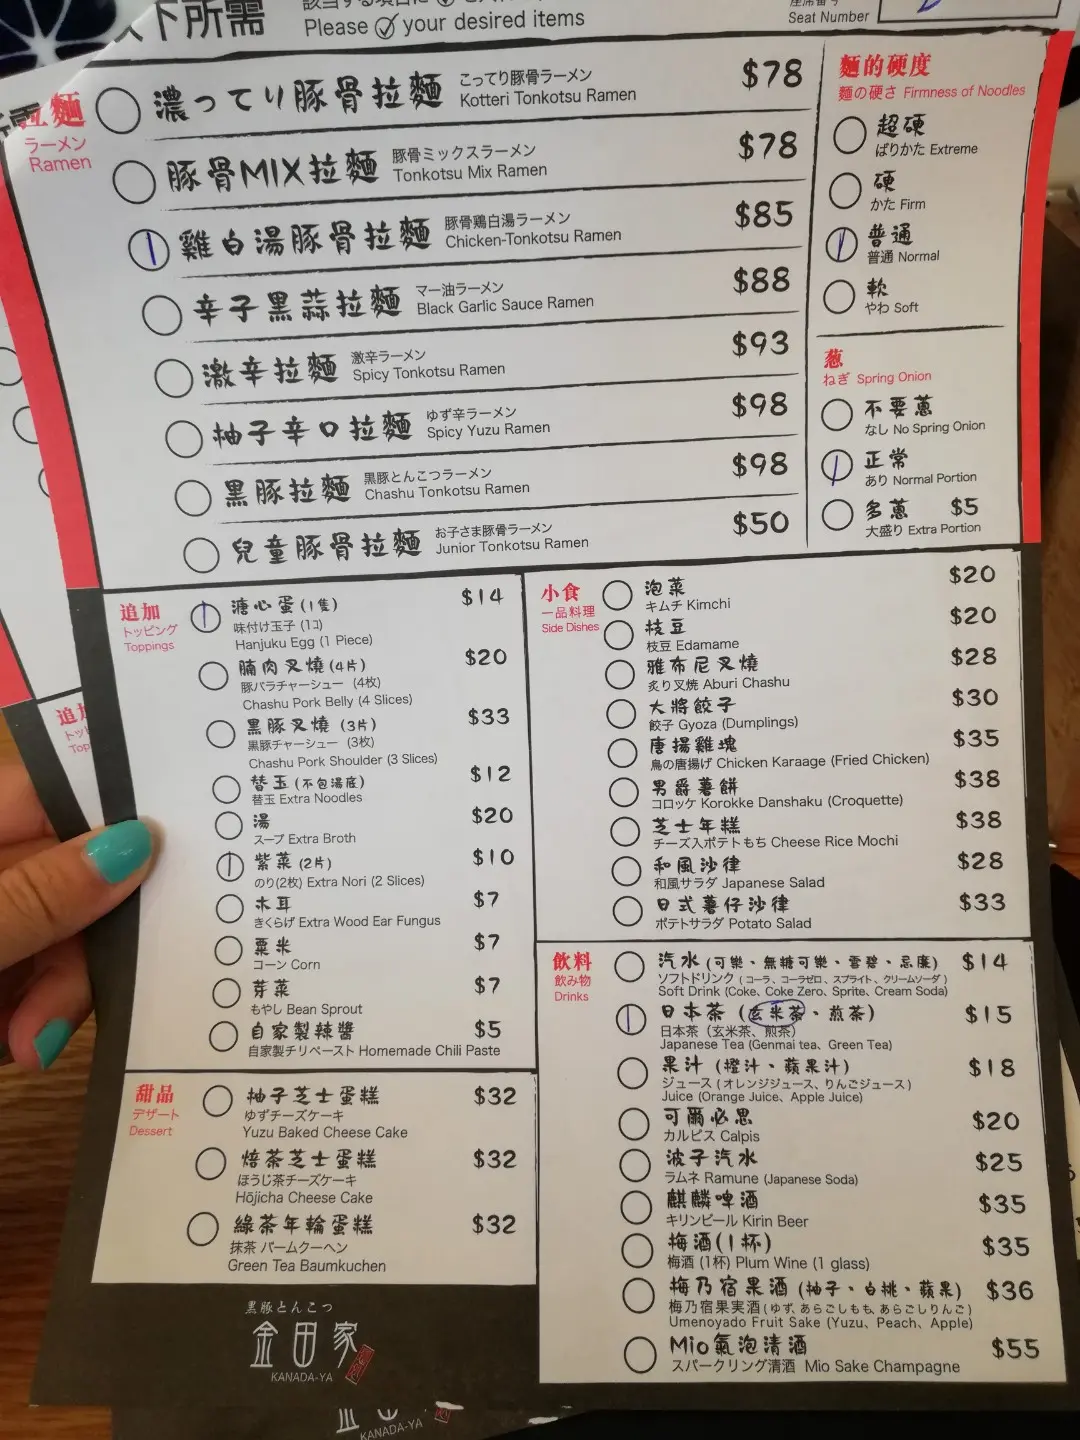 下所需
Please ✓ your desired items
Seat Number
拉麵
ラーメン
Ramen
濃ってり豚骨拉麵 こってり豚骨ラーメン $78
Kotteri Tonkotsu Ramen
豚骨MIX拉麵 豚骨ミックスラーメン $78
Tonkotsu Mix Ramen
雞白湯豚骨拉麵 豚骨鶏白湯ラーメン $85
Chicken-Tonkotsu Ramen
辛子黑蒜拉麵 マー油ラーメン $88
Black Garlic Sauce Ramen
激辛拉麵 激辛ラーメン $93
Spicy Tonkotsu Ramen
柚子辛口拉麵 ゆず辛ラーメン $98
Spicy Yuzu Ramen
黑豚拉麵 黒豚とんこつラーメン $98
Chashu Tonkotsu Ramen
兒童豚骨拉麵 お子さま豚骨ラーメン $50
Junior Tonkotsu Ramen
麵的硬度
麺の硬さ Firmness of Noodles
超硬
ばりかた Extreme
硬
かた Firm
普通
普通 Normal
軟
やわ Soft
葱
ねぎ Spring Onion
不要蔥
なし No Spring Onion
正常
あり Normal Portion
多蔥 $5
大盛り Extra Portion
追加
トッピング
Toppings
溏心蛋(1隻) $14
味付け玉子 (1コ)
Hanjuku Egg (1 Piece)
腩肉叉燒(4片) $20
豚バラチャーシュー (4枚)
Chashu Pork Belly (4 Slices)
黑豚叉燒(3片) $33
黒豚チャーシュー (3枚)
Chashu Pork Shoulder (3 Slices)
替玉(不包湯底) $12
替玉 Extra Noodles
湯 $20
スープ Extra Broth
紫菜(2片) $10
のり(2枚) Extra Nori (2 Slices)
木耳 $7
きくらげ Extra Wood Ear Fungus
粟米 $7
コーン Corn
芽菜 $7
もやし Bean Sprout
自家製辣醬 $5
自家製チリペースト Homemade Chili Paste
甜品
デザート
Dessert
柚子芝士蛋糕 $32
ゆずチーズケーキ
Yuzu Baked Cheese Cake
焙茶芝士蛋糕 $32
ほうじ茶チーズケーキ
Hōjicha Cheese Cake
綠茶年輪蛋糕 $32
抹茶 バームクーヘン
Green Tea Baumkuchen
小食
一品料理
Side Dishes
泡菜 $20
キムチ Kimchi
枝豆 $20
枝豆 Edamame
雅布尼叉燒 $28
炙り叉焼 Aburi Chashu
大將餃子 $30
餃子 Gyoza (Dumplings)
唐揚雞塊 $35
鳥の唐揚げ Chicken Karaage (Fried Chicken)
男爵薯餅 $38
コロッケ Korokke Danshaku (Croquette)
芝士年糕 $38
チーズ入ポテトもち Cheese Rice Mochi
和風沙律 $28
和風サラダ Japanese Salad
日式薯仔沙律 $33
ポテトサラダ Potato Salad
飲料
飲み物
Drinks
汽水(可樂、無糖可樂、雪碧、忌廉) $14
ソフトドリンク(コーラ、コーラゼロ、スプライト、クリームソーダ)
Soft Drink (Coke, Coke Zero, Sprite, Cream Soda)
日本茶(玄米茶、煎茶) $15
日本茶(玄米茶、煎茶)
Japanese Tea (Genmai tea、Green Tea)
果汁(橙汁、蘋果汁) $18
ジュース(オレンジジュース、りんごジュース)
Juice (Orange Juice、Apple Juice)
可爾必思 $20
カルピス Calpis
波子汽水 $25
ラムネ Ramune (Japanese Soda)
麒麟啤酒 $35
キリンビール Kirin Beer
梅酒(1杯) $35
梅酒 (1杯) Plum Wine (1 glass)
梅乃宿果酒(柚子、白桃、蘋果) $36
梅乃宿果実酒(ゆず、あらごしもも、あらごしりんご)
Umenoyado Fruit Sake (Yuzu、Peach、Apple)
Mio氣泡清酒 $55
スパークリング清酒 Mio Sake Champagne
黒豚とんこつ
金田家
KANADA-YA
KANADA-YA